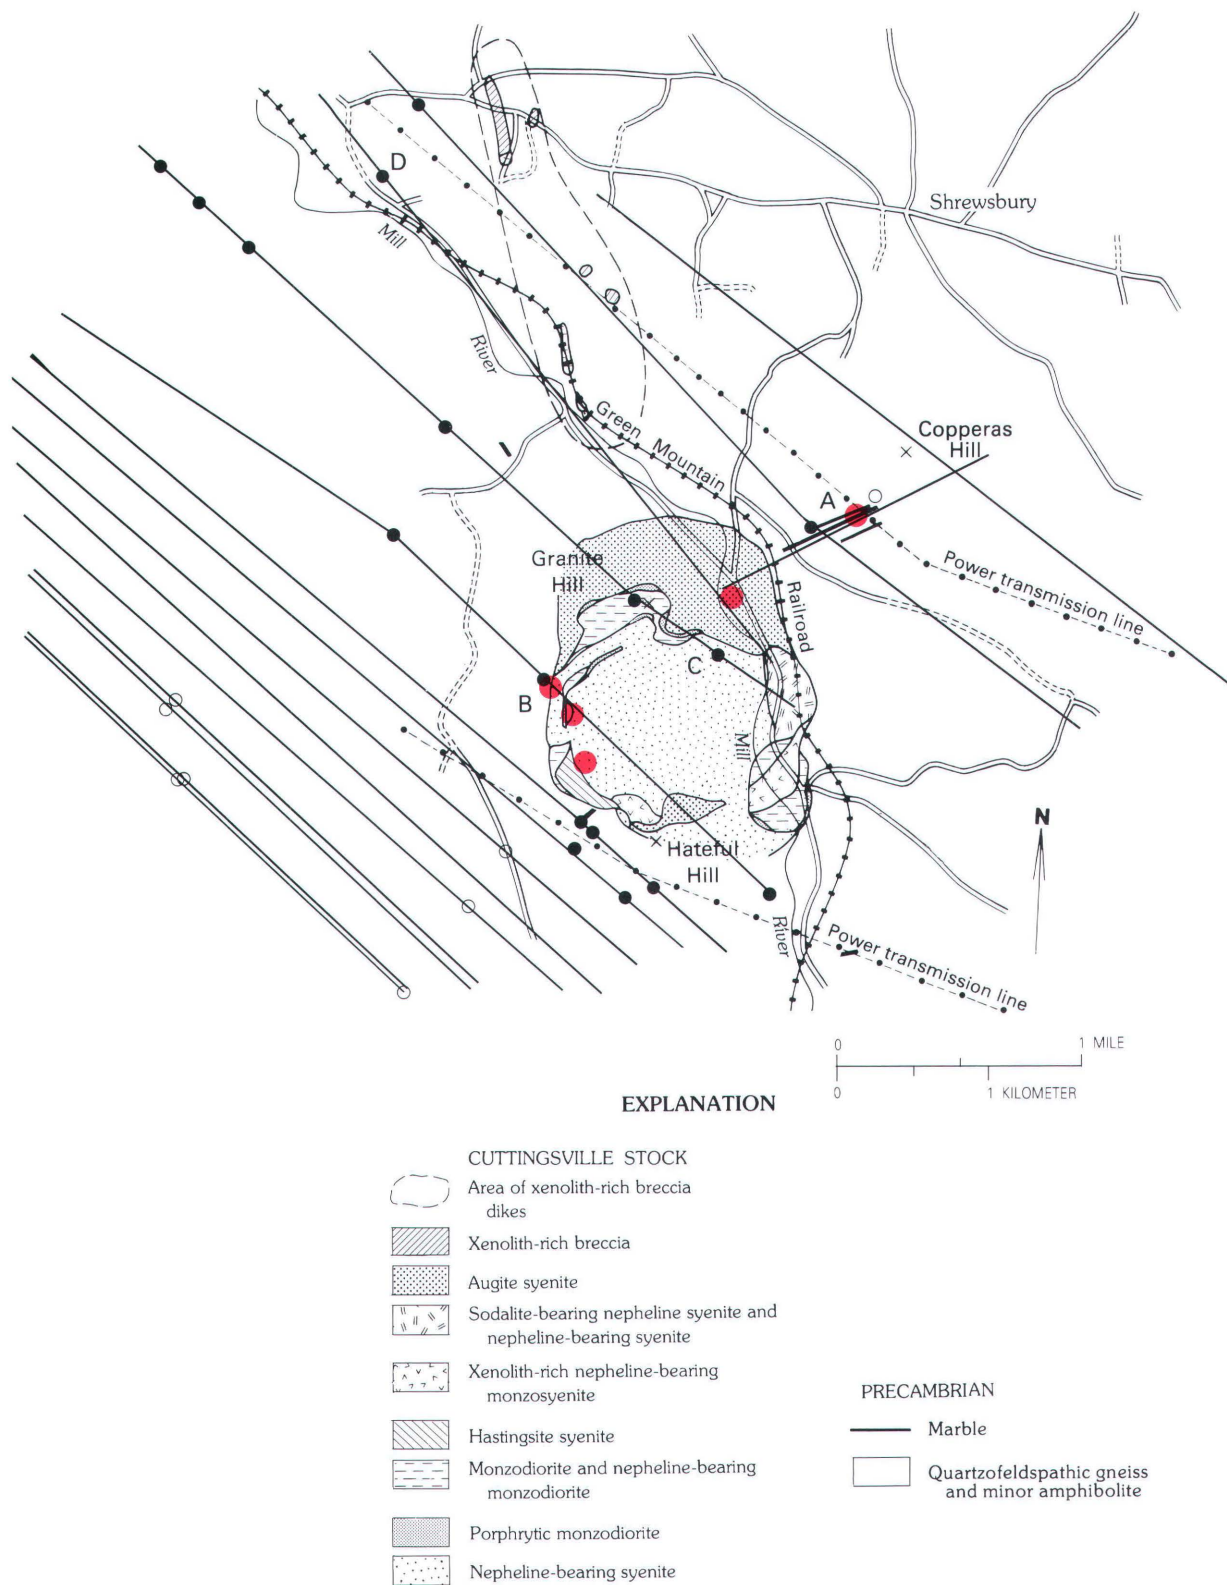 D
Shrewsbury
Mill
River
Green Mountain
Railroad
Copperas
Hill
A
Granite
Hill
Power transmission line
C
B
Mill
N
Hateful
Hill
River
Power transmission line
0 1 MILE
0 1 KILOMETER
EXPLANATION
CUTTINGSVILLE STOCK
Area of xenolith-rich breccia
dikes
Xenolith-rich breccia
Augite syenite
Sodalite-bearing nepheline syenite and
nepheline-bearing syenite
Xenolith-rich nepheline-bearing
monzosyenite
Hastingsite syenite
Monzodiorite and nepheline-bearing
monzodiorite
Porphrytic monzodiorite
Nepheline-bearing syenite
PRECAMBRIAN
Marble
Quartzofeldspathic gneiss
and minor amphibolite